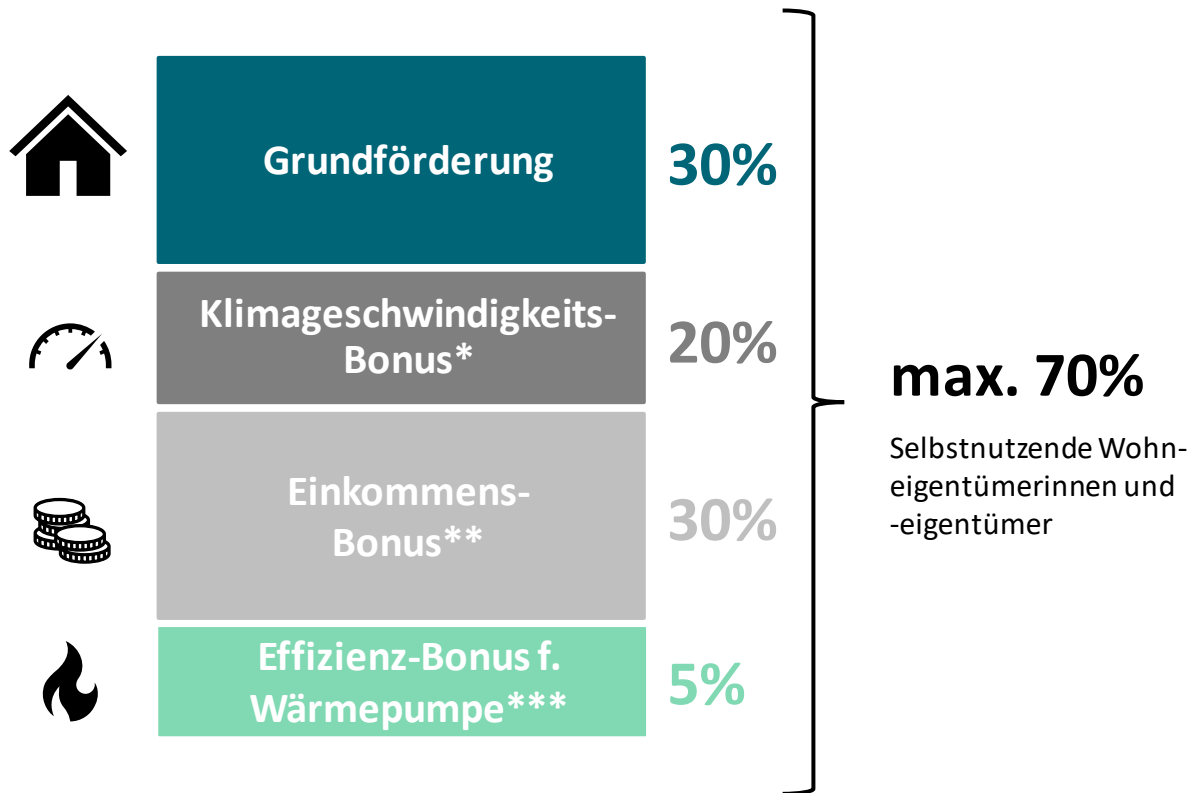 Grundförderung
30%
Klimageschwindigkeits-
Bonus*
20%
Einkommens-
Bonus**
30%
Effizienz-Bonus f.
Wärmepumpe***
5%
max. 70%
Selbstnutzende Wohn-
eigentümerinnen und
-eigentümer